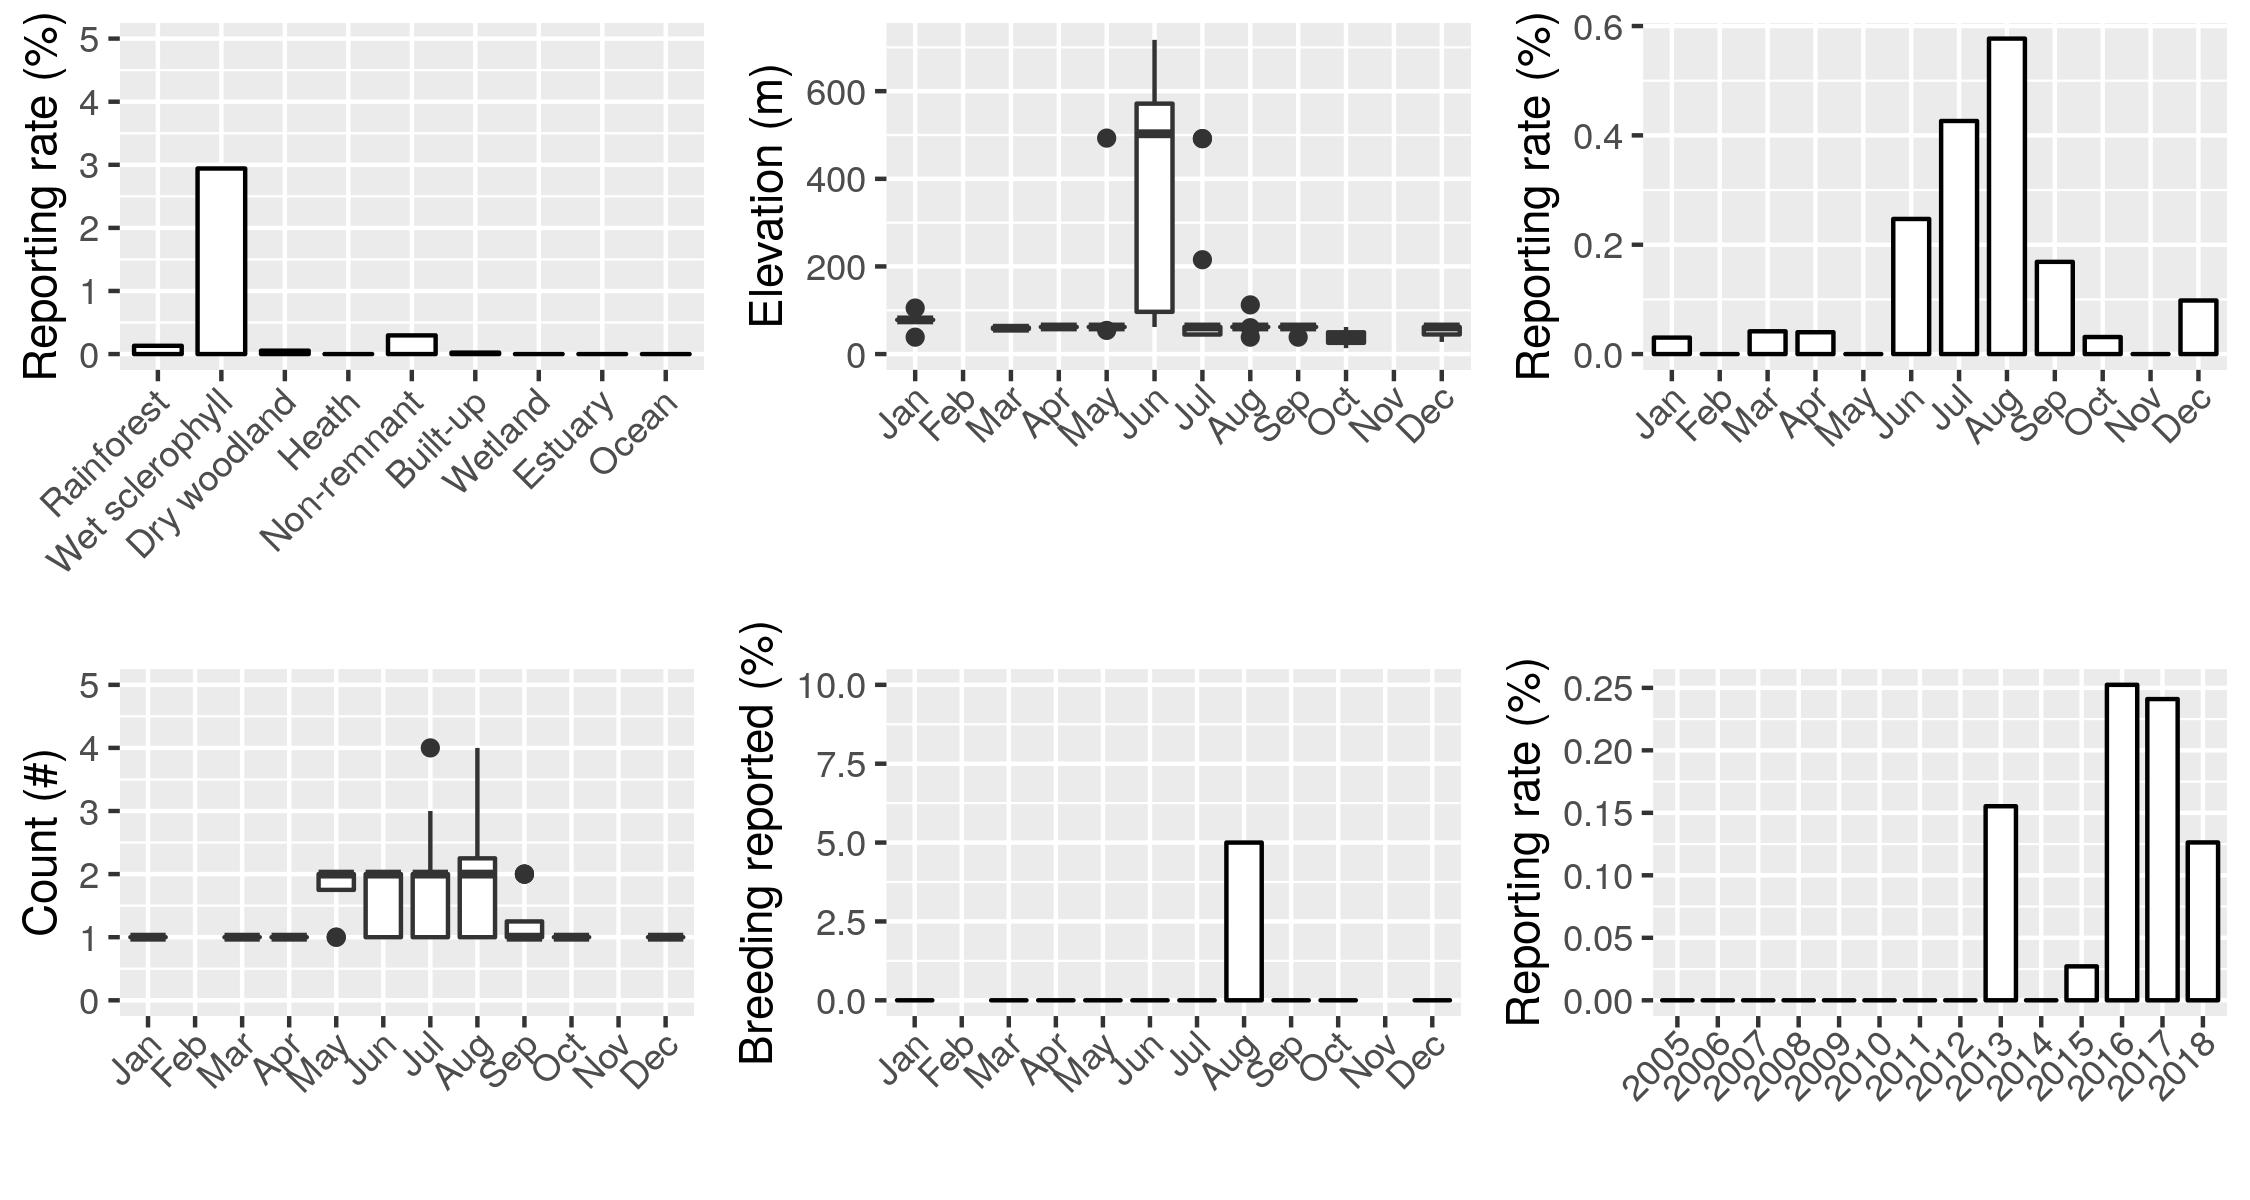 Reporting rate (%)
5
4
3
2
1
0
Rainforest
Wet sclerophyll
Dry woodland
Heath
Non-remnant
Built-up
Wetland
Estuary
Ocean
Elevation (m)
600
400
200
0
Jan
Feb
Mar
Apr
May
Jun
Jul
Aug
Sep
Oct
Nov
Dec
Reporting rate (%)
0.6
0.4
0.2
0.0
Jan
Feb
Mar
Apr
May
Jun
Jul
Aug
Sep
Oct
Nov
Dec
Count (#)
5
4
3
2
1
0
Jan
Feb
Mar
Apr
May
Jun
Jul
Aug
Sep
Oct
Nov
Dec
Breeding reported (%)
10.0
7.5
5.0
2.5
0.0
Jan
Feb
Mar
Apr
May
Jun
Jul
Aug
Sep
Oct
Nov
Dec
Reporting rate (%)
0.25
0.20
0.15
0.10
0.05
0.00
2005
2006
2007
2008
2009
2010
2011
2012
2013
2014
2015
2016
2017
2018